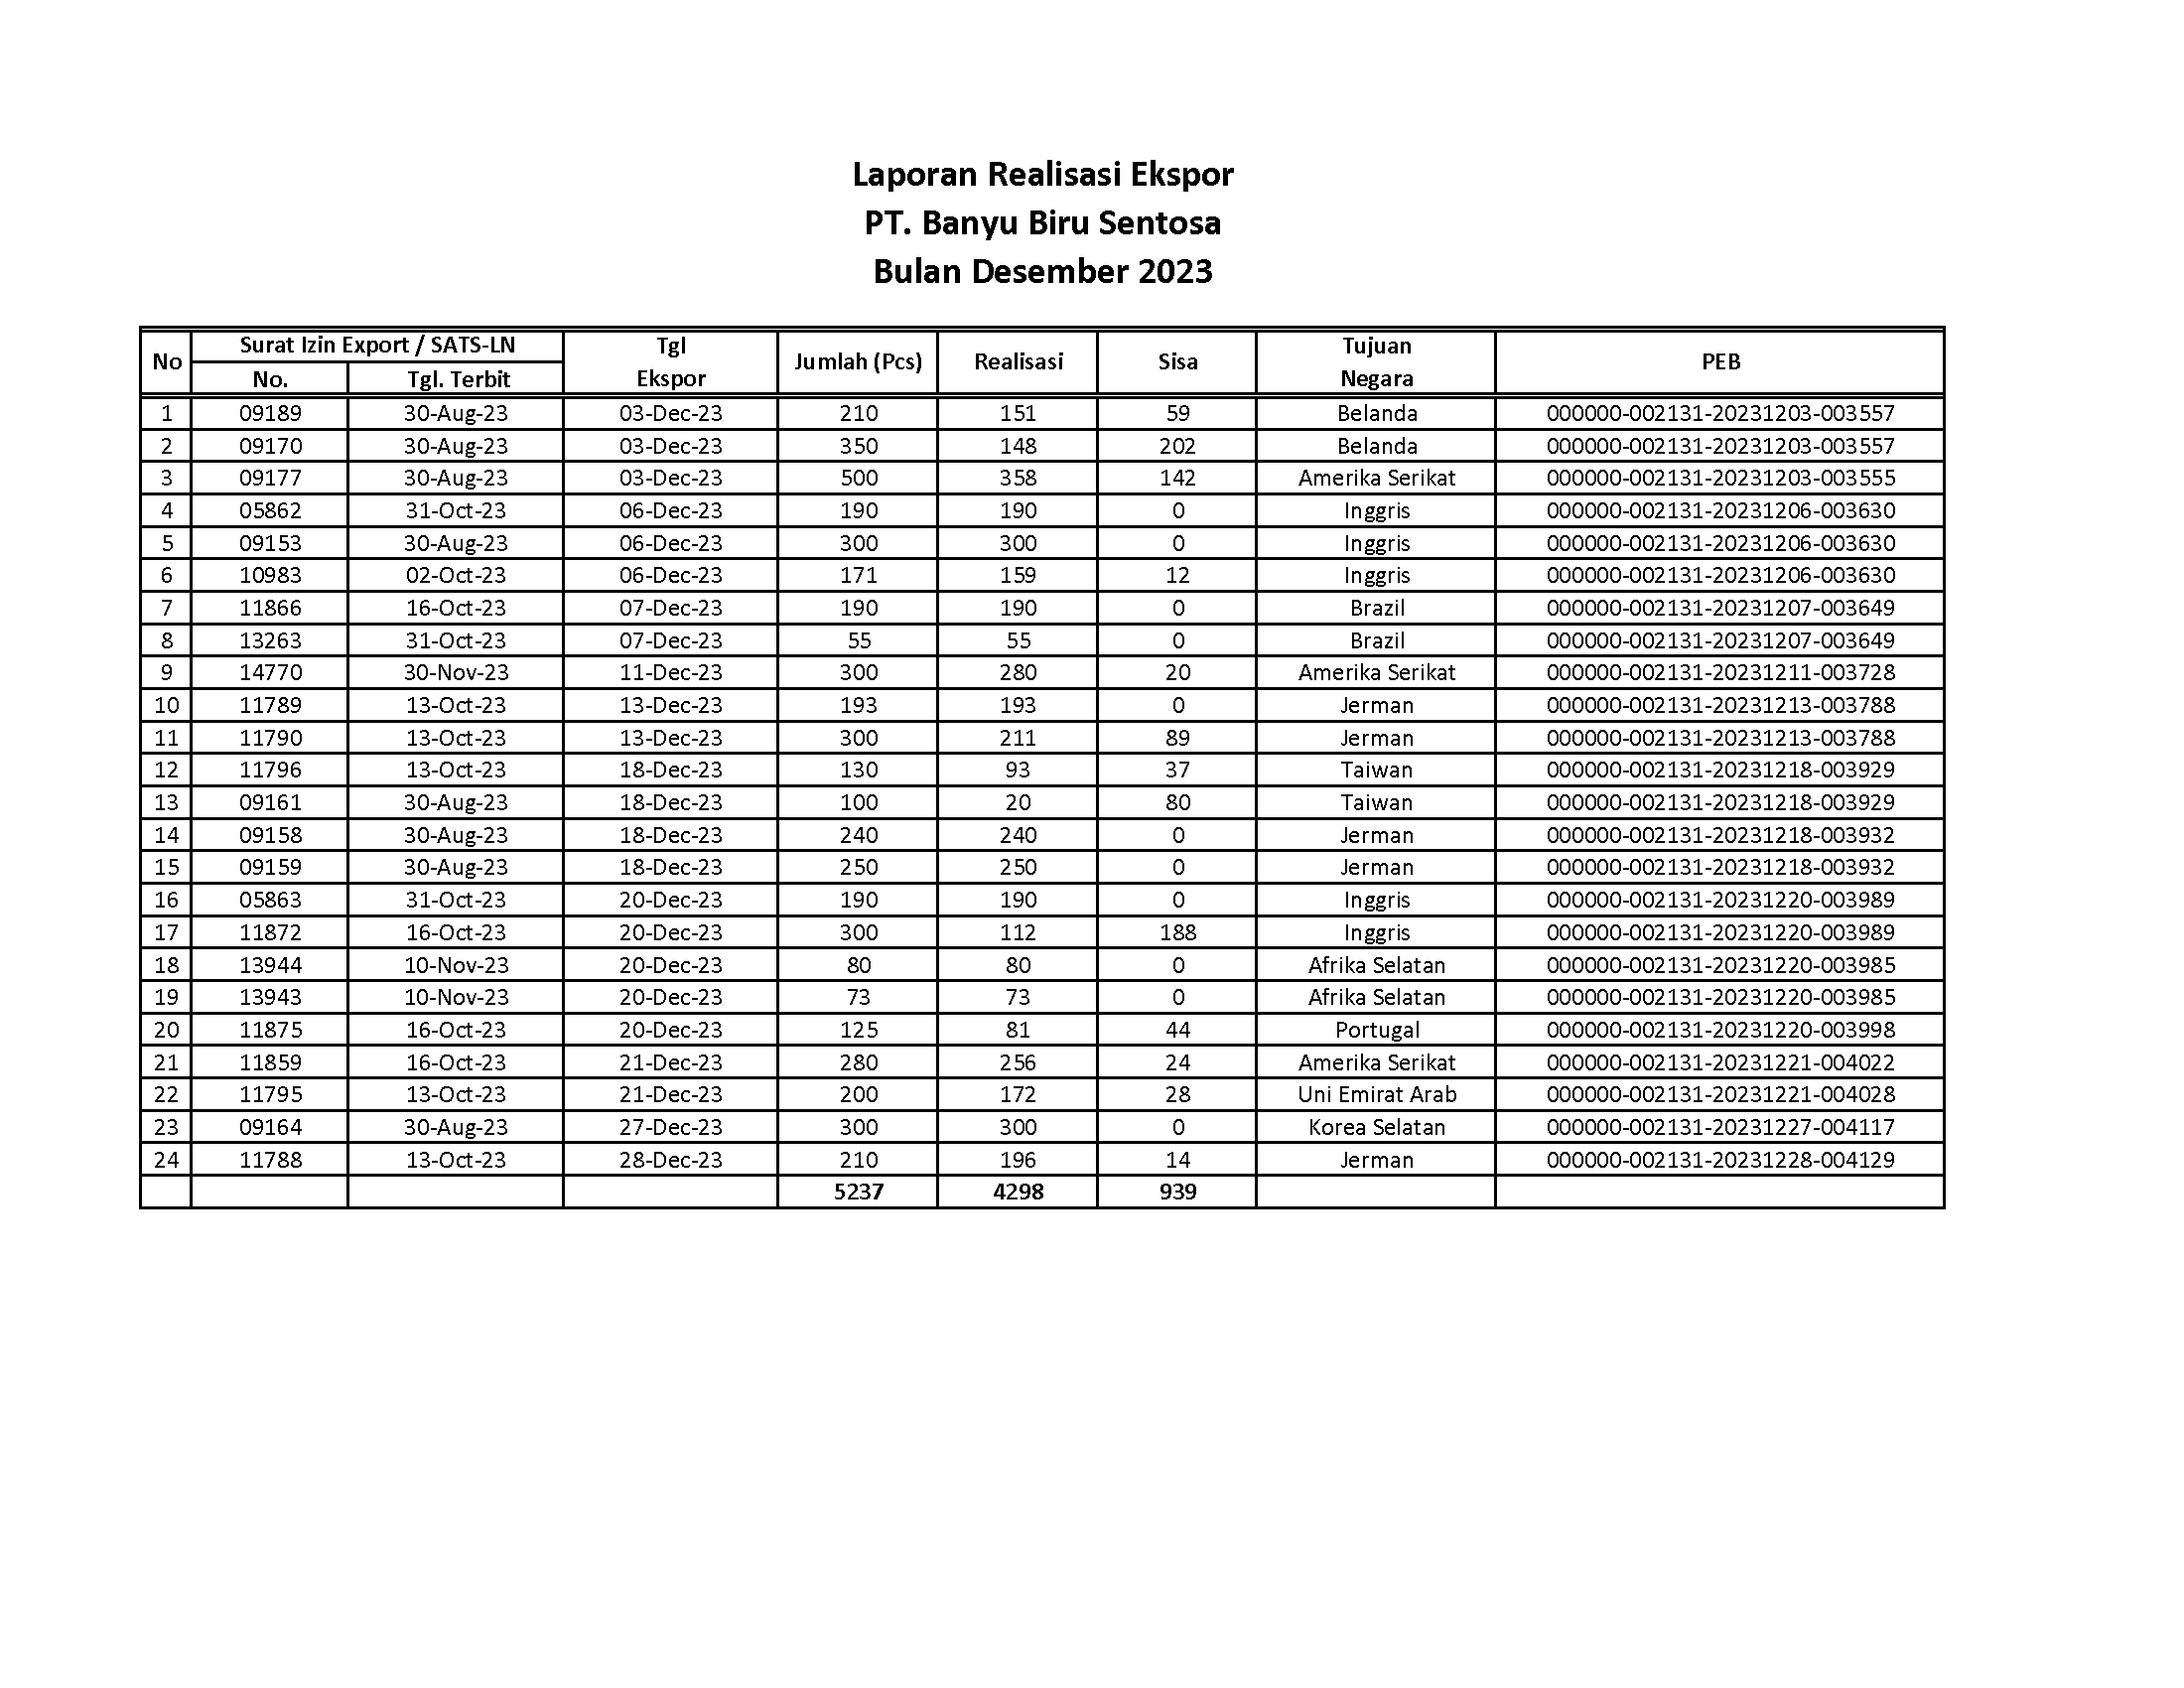 Laporan Realisasi Ekspor
PT. Banyu Biru Sentosa
Bulan Desember 2023
No Surat Izin Export / SATS-LN Tgl Ekspor Jumlah (Pcs) Realisasi Sisa Tujuan Negara PEB
No. Tgl. Terbit
1 09189 30-Aug-23 03-Dec-23 210 151 59 Belanda 000000-002131-20231203-003557
2 09170 30-Aug-23 03-Dec-23 350 148 202 Belanda 000000-002131-20231203-003557
3 09177 30-Aug-23 03-Dec-23 500 358 142 Amerika Serikat 000000-002131-20231203-003555
4 05862 31-Oct-23 06-Dec-23 190 190 0 Inggris 000000-002131-20231206-003630
5 09153 30-Aug-23 06-Dec-23 300 300 0 Inggris 000000-002131-20231206-003630
6 10983 02-Oct-23 06-Dec-23 171 159 12 Inggris 000000-002131-20231206-003630
7 11866 16-Oct-23 07-Dec-23 190 190 0 Brazil 000000-002131-20231207-003649
8 13263 31-Oct-23 07-Dec-23 55 55 0 Brazil 000000-002131-20231207-003649
9 14770 30-Nov-23 11-Dec-23 300 280 20 Amerika Serikat 000000-002131-20231211-003728
10 11789 13-Oct-23 13-Dec-23 193 193 0 Jerman 000000-002131-20231213-003788
11 11790 13-Oct-23 13-Dec-23 300 211 89 Jerman 000000-002131-20231213-003788
12 11796 13-Oct-23 18-Dec-23 130 93 37 Taiwan 000000-002131-20231218-003929
13 09161 30-Aug-23 18-Dec-23 100 20 80 Taiwan 000000-002131-20231218-003929
14 09158 30-Aug-23 18-Dec-23 240 240 0 Jerman 000000-002131-20231218-003932
15 09159 30-Aug-23 18-Dec-23 250 250 0 Jerman 000000-002131-20231218-003932
16 05863 31-Oct-23 20-Dec-23 190 190 0 Inggris 000000-002131-20231220-003989
17 11872 16-Oct-23 20-Dec-23 300 112 188 Inggris 000000-002131-20231220-003989
18 13944 10-Nov-23 20-Dec-23 80 80 0 Afrika Selatan 000000-002131-20231220-003985
19 13943 10-Nov-23 20-Dec-23 73 73 0 Afrika Selatan 000000-002131-20231220-003985
20 11875 16-Oct-23 20-Dec-23 125 81 44 Portugal 000000-002131-20231220-003998
21 11859 16-Oct-23 21-Dec-23 280 256 24 Amerika Serikat 000000-002131-20231221-004022
22 11795 13-Oct-23 21-Dec-23 200 172 28 Uni Emirat Arab 000000-002131-20231221-004028
23 09164 30-Aug-23 27-Dec-23 300 300 0 Korea Selatan 000000-002131-20231227-004117
24 11788 13-Oct-23 28-Dec-23 210 196 14 Jerman 000000-002131-20231228-004129
5237 4298 939